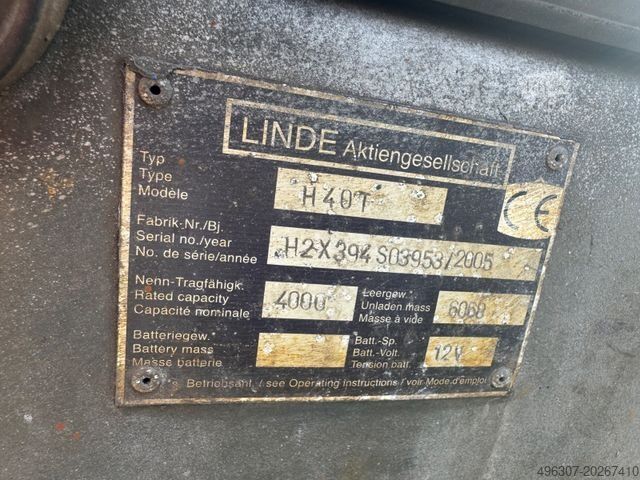 LINDE Aktiengesellschaft
Typ
Type
Modèle
H40T
CE
Fabrik-Nr./Bj.
Serial no./year
No. de série/année
H2X394S03953/2005
Nenn-Tragfähigk.
Rated capacity
Capacité nominale
4000
Leergew.
Unladen mass
Masse à vide
6068
Batteriegew.
Battery mass
Masse batterie
Batt.-Sp.
Batt.-Volt.
Tension batt.
12V
s. Betriebsanl. / see Operating Instructions / voir Mode d'emploi
496307-20267410